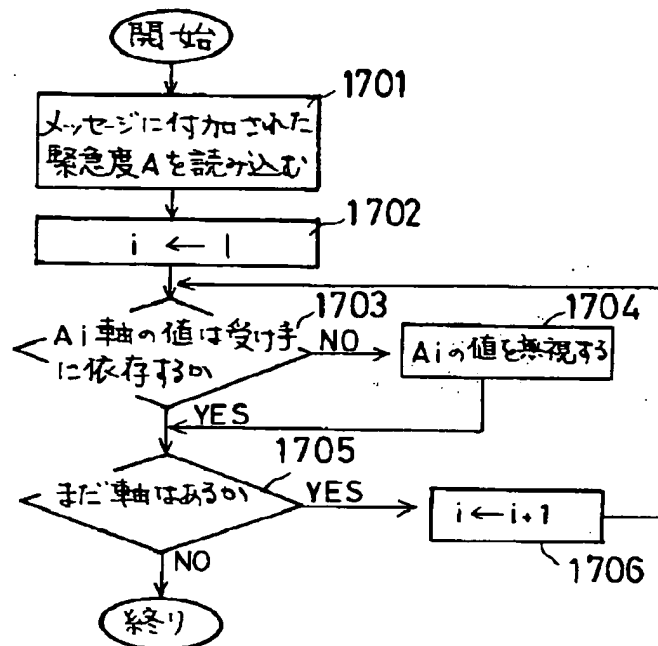 開始
1701
メッセージに付加された
緊急度Aを読み込む
1702
i ← 1
1703
Ai軸の値は受け手
に依存するか
NO
1704
Aiの値を無視する
YES
1705
まだ軸はあるか
YES
i←i+1
1706
NO
終り